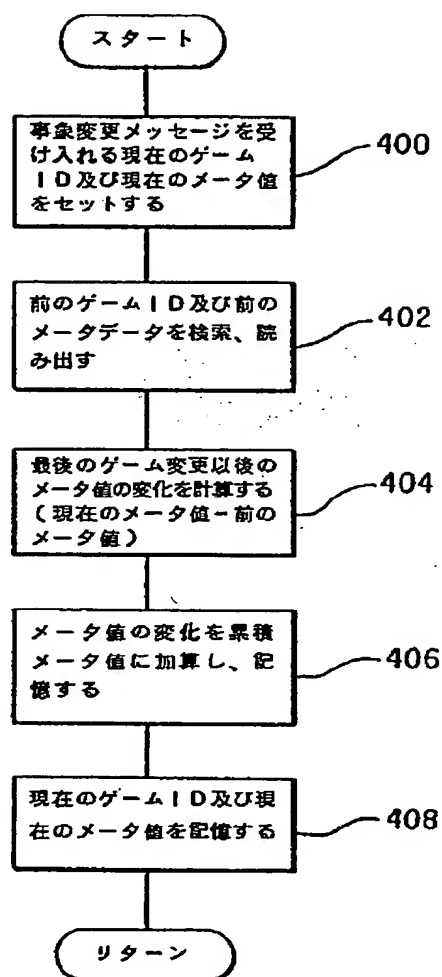 スタート
事象変更メッセージを受
け入れる現在のゲーム
ID及び現在のメータ値
をセットする
400
前のゲームID及び前の
メータデータを検索、読
み出す
402
最後のゲーム変更以後の
メータ値の変化を計算する
(現在のメータ値-前の
メータ値)
404
メータ値の変化を累積
メータ値に加算し、記
憶する
406
現在のゲームID及び現
在のメータ値を記憶する
408
リターン